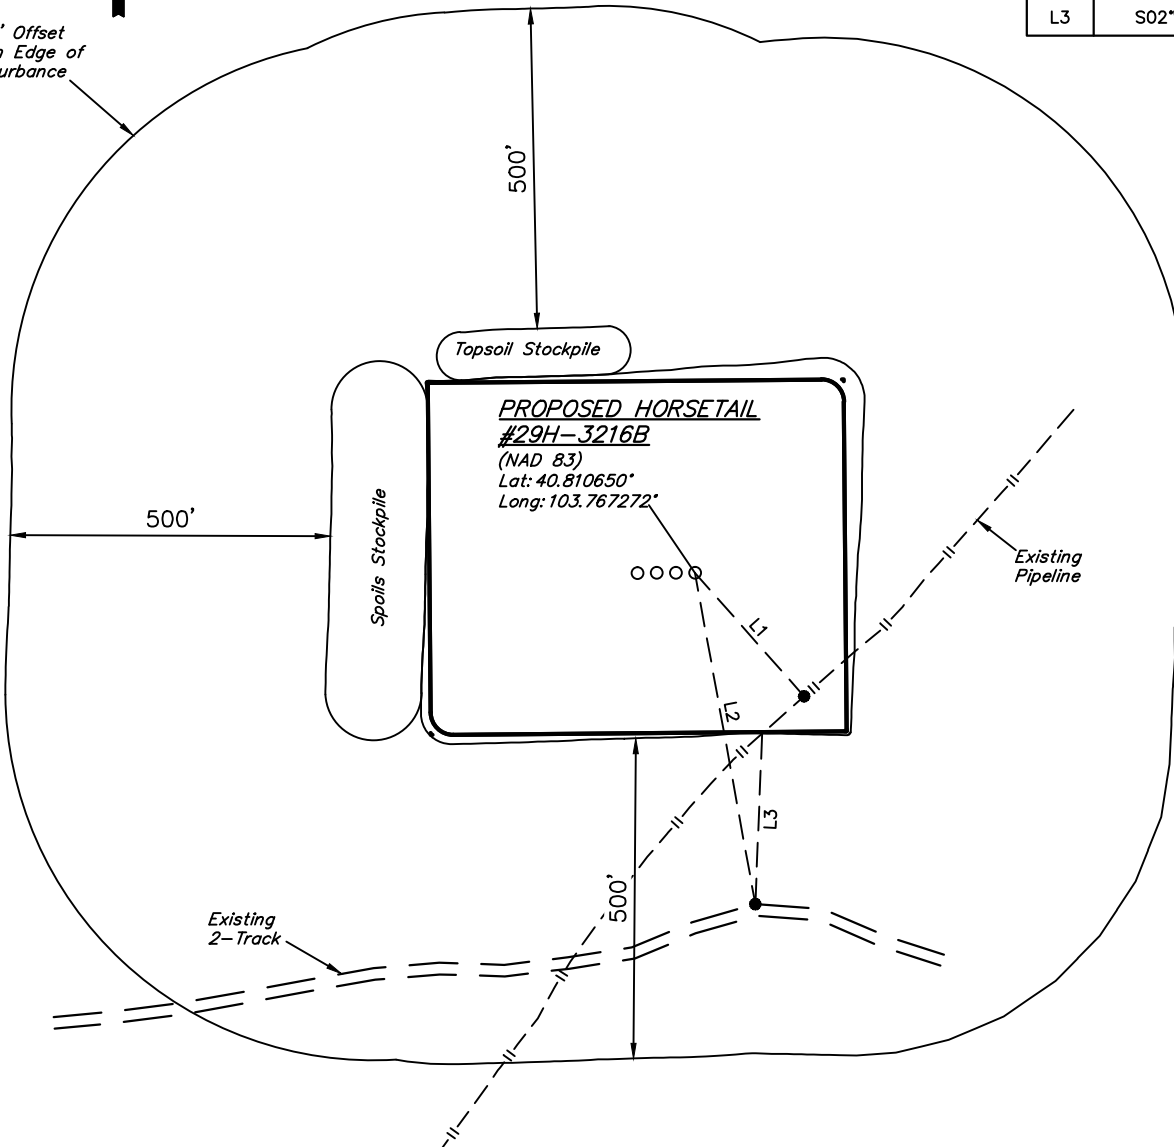 ' Offset
Edge of
L3 S02°
500'
Topsoil Stockpile
PROPOSED HORSETAIL
#29H-3216B
(NAD 83)
Lat: 40.810650°
Long: 103.767272°
500'
Spoils Stockpile
Existing
Pipeline
L1
L2
L3
500'
Existing
2-Track